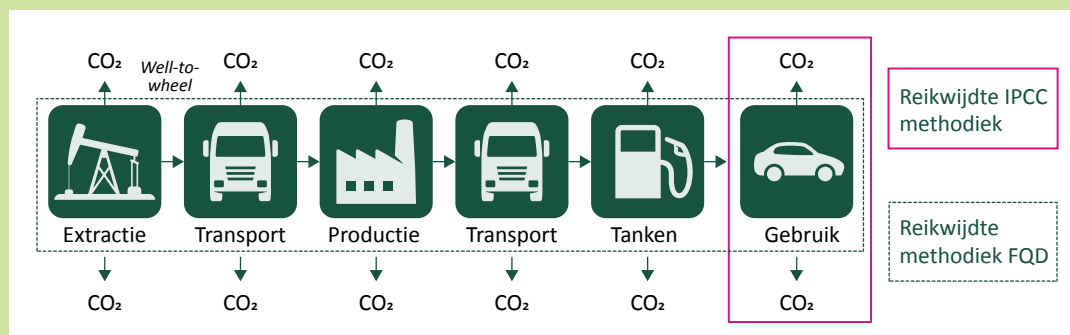 CO₂ CO₂ CO₂ CO₂ CO₂ CO₂
Well-to-
wheel
Extractie Transport Productie Transport Tanken Gebruik
CO₂ CO₂ CO₂ CO₂ CO₂ CO₂
Reikwijdte IPCC
methodiek
Reikwijdte
methodiek FQD